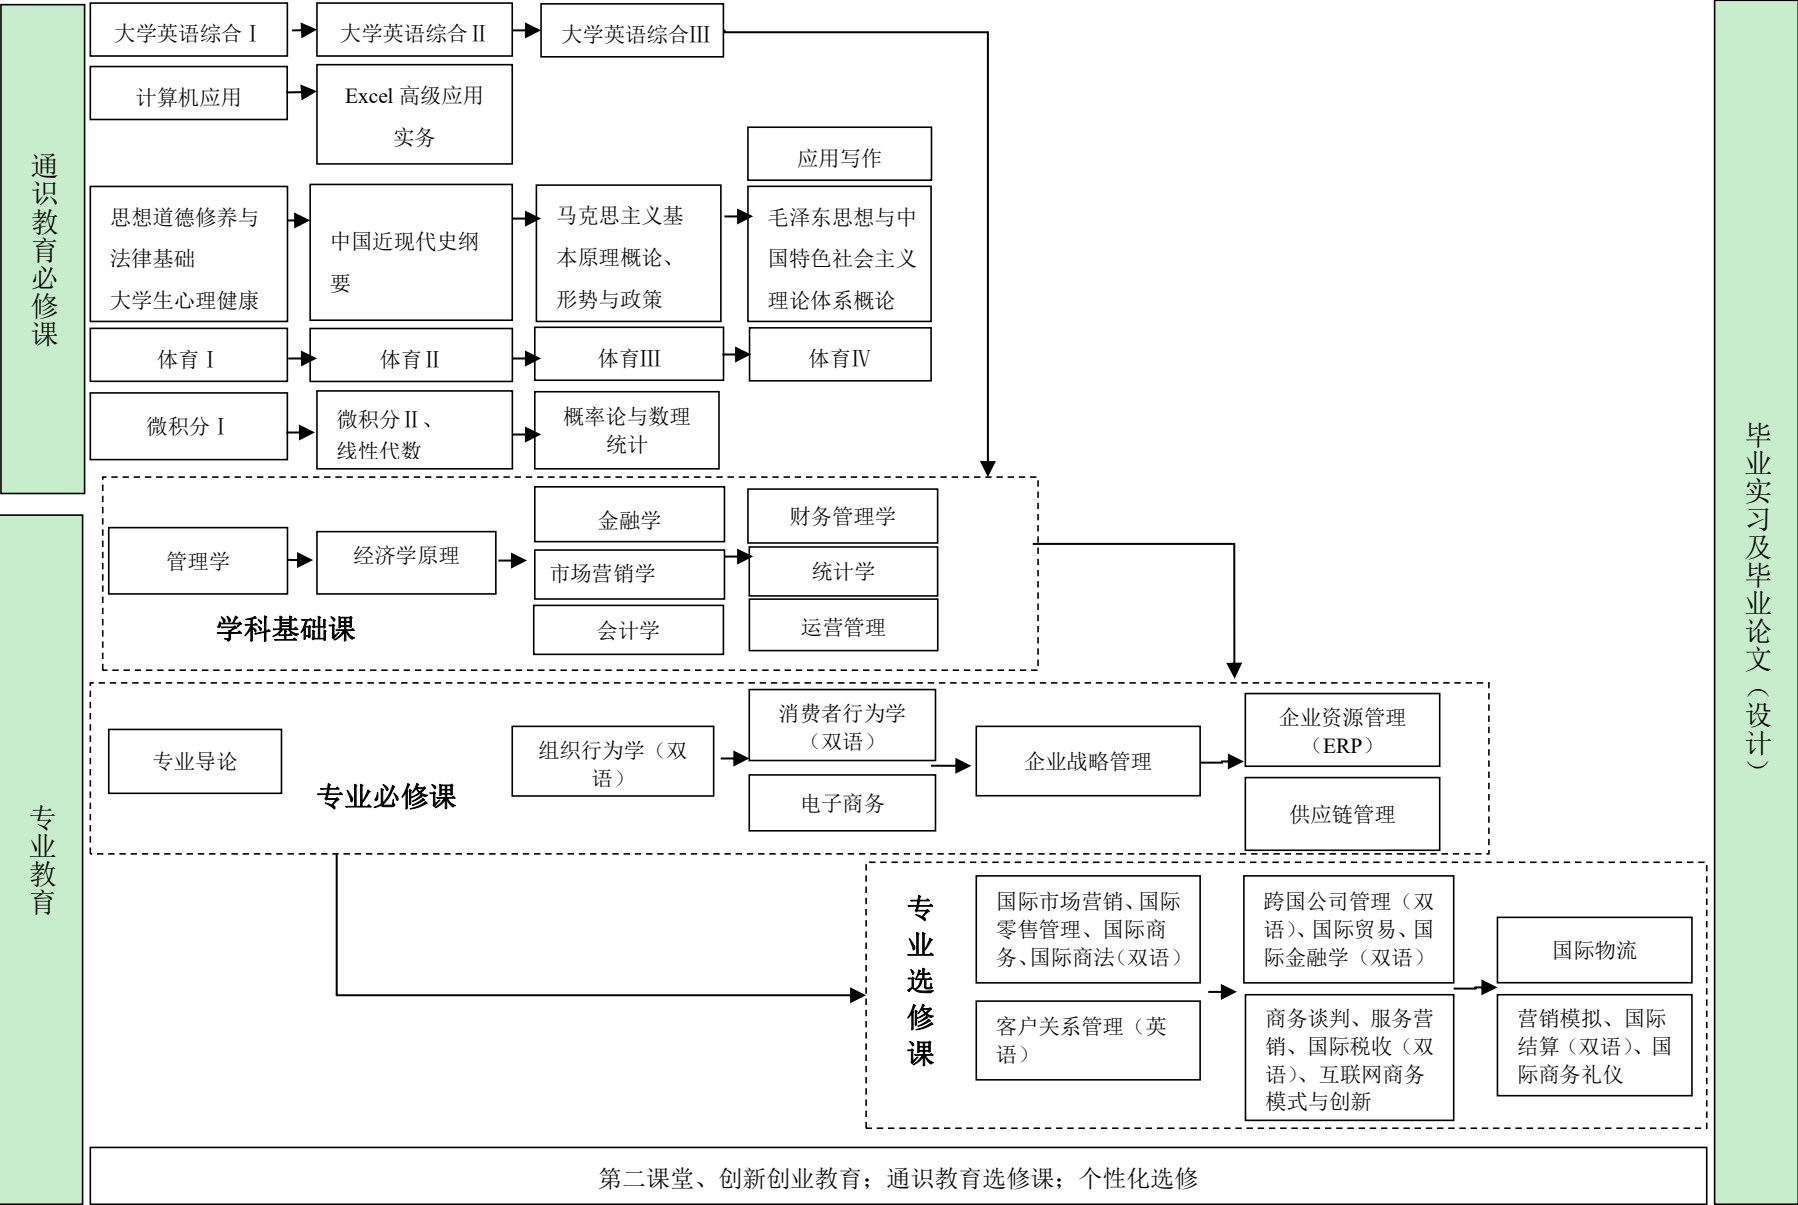 通识教育必修课
大学英语综合Ⅰ
大学英语综合Ⅱ
大学英语综合Ⅲ
计算机应用
Excel 高级应用
实务
应用写作
思想道德修养与
法律基础
大学生心理健康
中国近现代史纲
要
马克思主义基
本原理概论、
形势与政策
毛泽东思想与中
国特色社会主义
理论体系概论
体育Ⅰ
体育Ⅱ
体育Ⅲ
体育Ⅳ
微积分Ⅰ
微积分Ⅱ、
线性代数
概率论与数理
统计
专业教育
管理学
经济学原理
金融学
市场营销学
会计学
财务管理学
统计学
运营管理
学科基础课
专业导论
专业必修课
组织行为学（双
语）
消费者行为学
（双语）
电子商务
企业战略管理
企业资源管理
（ERP）
供应链管理
专业选修课
国际市场营销、国际
零售管理、国际商
务、国际商法（双语）
客户关系管理（英
语）
跨国公司管理（双
语）、国际贸易、国
际金融学（双语）
商务谈判、服务营
销、国际税收（双
语）、互联网商务
模式与创新
国际物流
营销模拟、国际
结算（双语）、国
际商务礼仪
第二课堂、创新创业教育；通识教育选修课；个性化选修
毕业实习及毕业论文（设计）